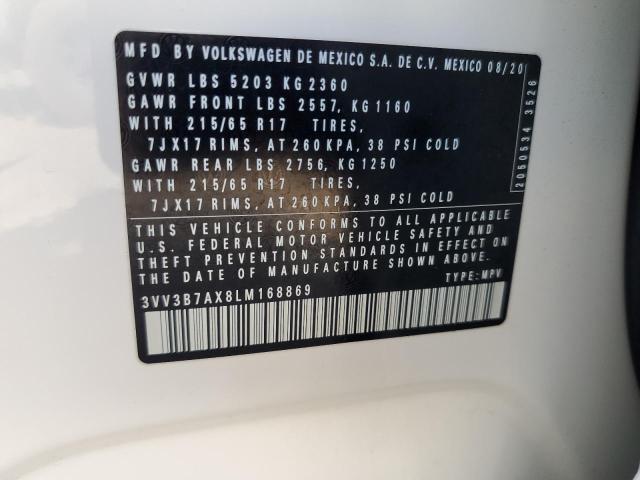 MFD BY VOLKSWAGEN DE MEXICO S.A. DE C.V. MEXICO 08/20
GVWR LBS 5203 KG 2360
GAWR FRONT LBS 2557, KG 1160
WITH 215/65 R17 TIRES,
7JX17 RIMS, AT 260 KPA, 38 PSI COLD
GAWR REAR LBS 2756, KG 1250
WITH 215/65 R17 TIRES,
7JX17 RIMS, AT 260 KPA, 38 PSI COLD
THIS VEHICLE CONFORMS TO ALL APPLICABLE
U.S. FEDERAL MOTOR VEHICLE SAFETY AND
THEFT PREVENTION STANDARDS IN EFFECT ON
THE DATE OF MANUFACTURE SHOWN ABOVE.
3VV3B7AX8LM168869 TYPE: MPV
2050534 3526